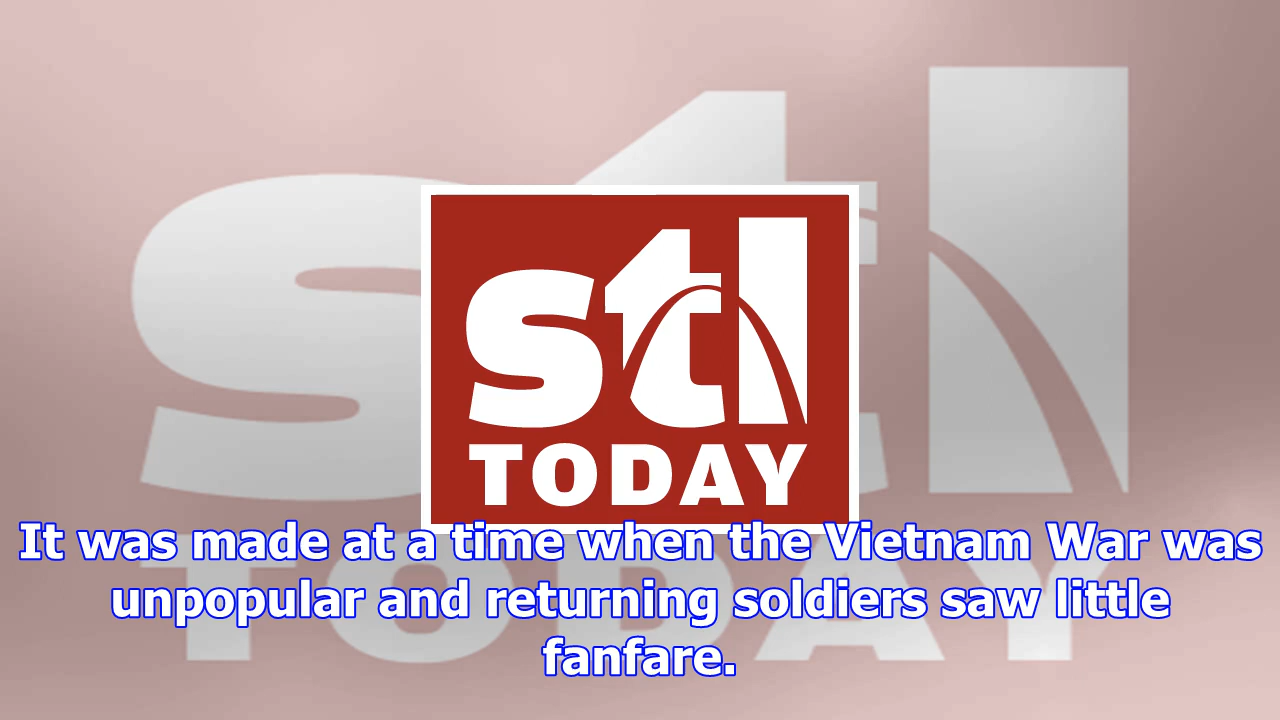 stl
TODAY
It was made at a time when the Vietnam War was
unpopular and returning soldiers saw little
fanfare.